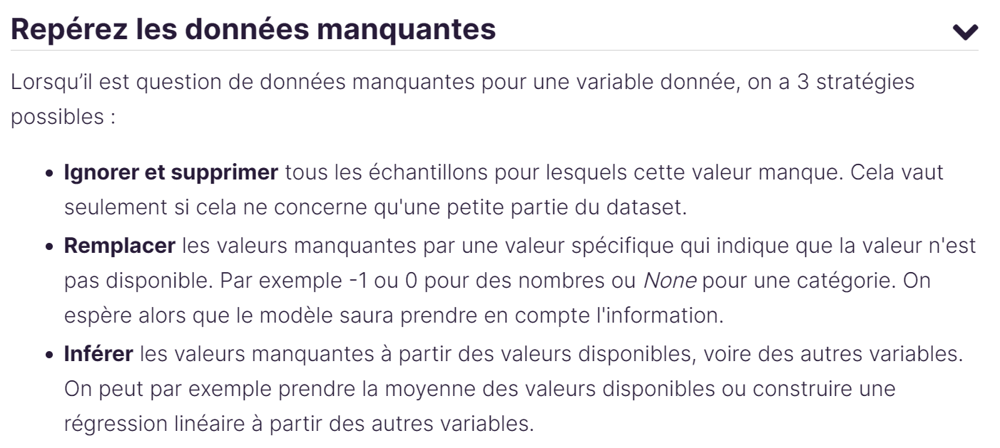 Repérez les données manquantes
Lorsqu’il est question de données manquantes pour une variable donnée, on a 3 stratégies
possibles :
• Ignorer et supprimer tous les échantillons pour lesquels cette valeur manque. Cela vaut
seulement si cela ne concerne qu'une petite partie du dataset.
• Remplacer les valeurs manquantes par une valeur spécifique qui indique que la valeur n'est
pas disponible. Par exemple -1 ou 0 pour des nombres ou None pour une catégorie. On
espère alors que le modèle saura prendre en compte l'information.
• Inférer les valeurs manquantes à partir des valeurs disponibles, voire des autres variables.
On peut par exemple prendre la moyenne des valeurs disponibles ou construire une
régression linéaire à partir des autres variables.